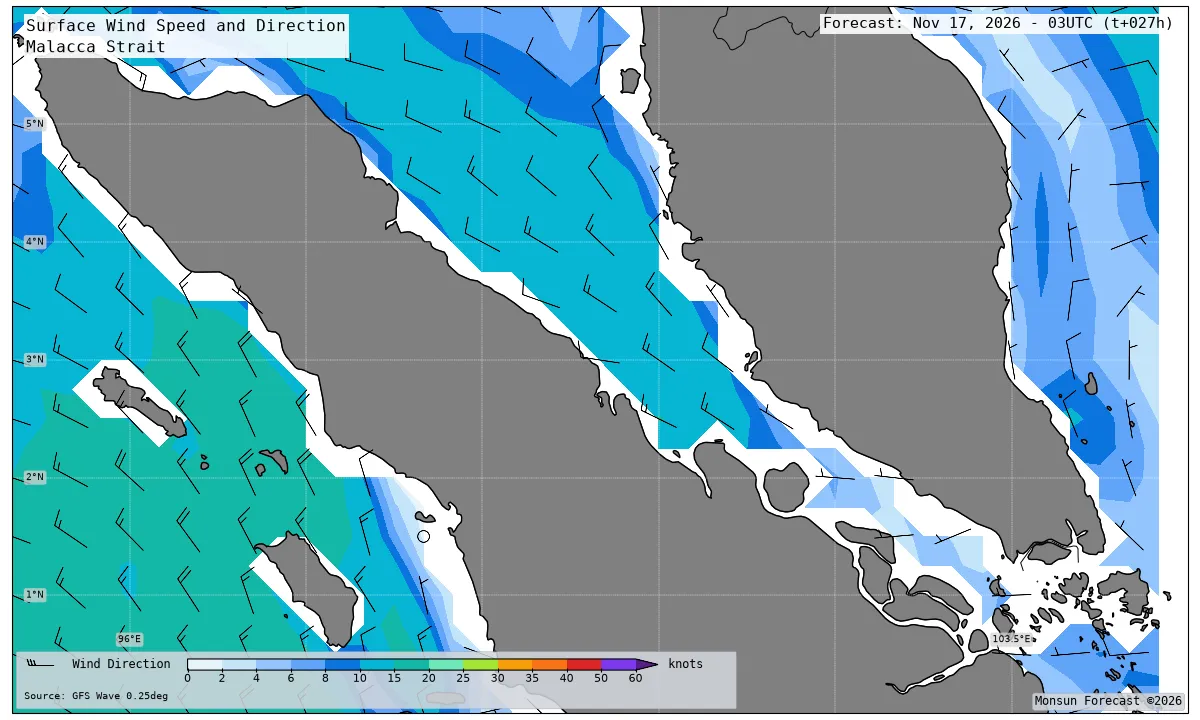 Surface Wind Speed and Direction
Malacca Strait
Forecast: Nov 17, 2026 - 03UTC (t+027h)
5°N
4°N
3°N
2°N
1°N
96°E
103.5°E
Wind Direction
0 2 4 6 8 10 15 20 25 30 35 40 50 60
knots
Source: GFS Wave 0.25deg
Monsun Forecast ©2026